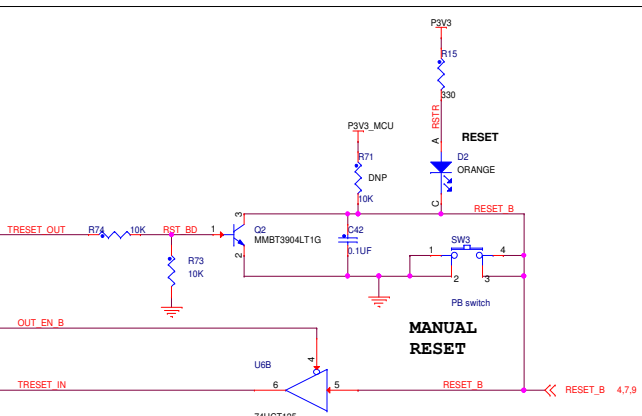 P3V3
R15
330
RSTR
A
RESET
D2
ORANGE
C
P3V3_MCU
R71
DNP
10K
RESET_B
TRESET_OUT
R74
10K
RST_BD
1
3
Q2
MMBT3904LT1G
2
C42
0.1UF
SW3
1
4
2
3
PB switch
R73
10K
MANUAL
RESET
OUT_EN_B
U6B
4
TRESET_IN
6
5
RESET_B
RESET_B 4,7,9
74HCT125